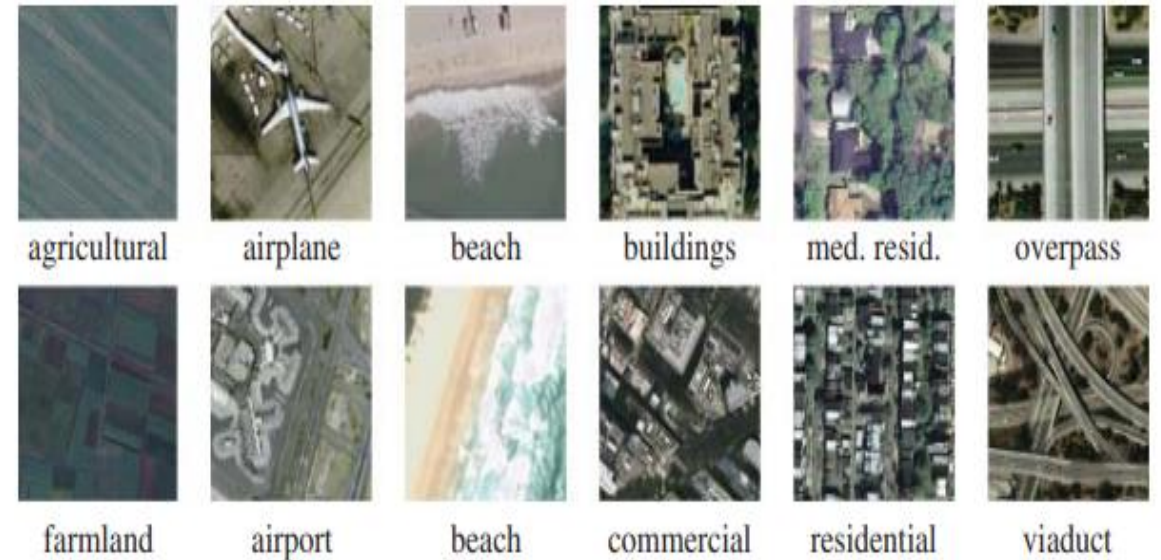 agricultural airplane beach buildings med. resid. overpass
farmland airport beach commercial residential viaduct